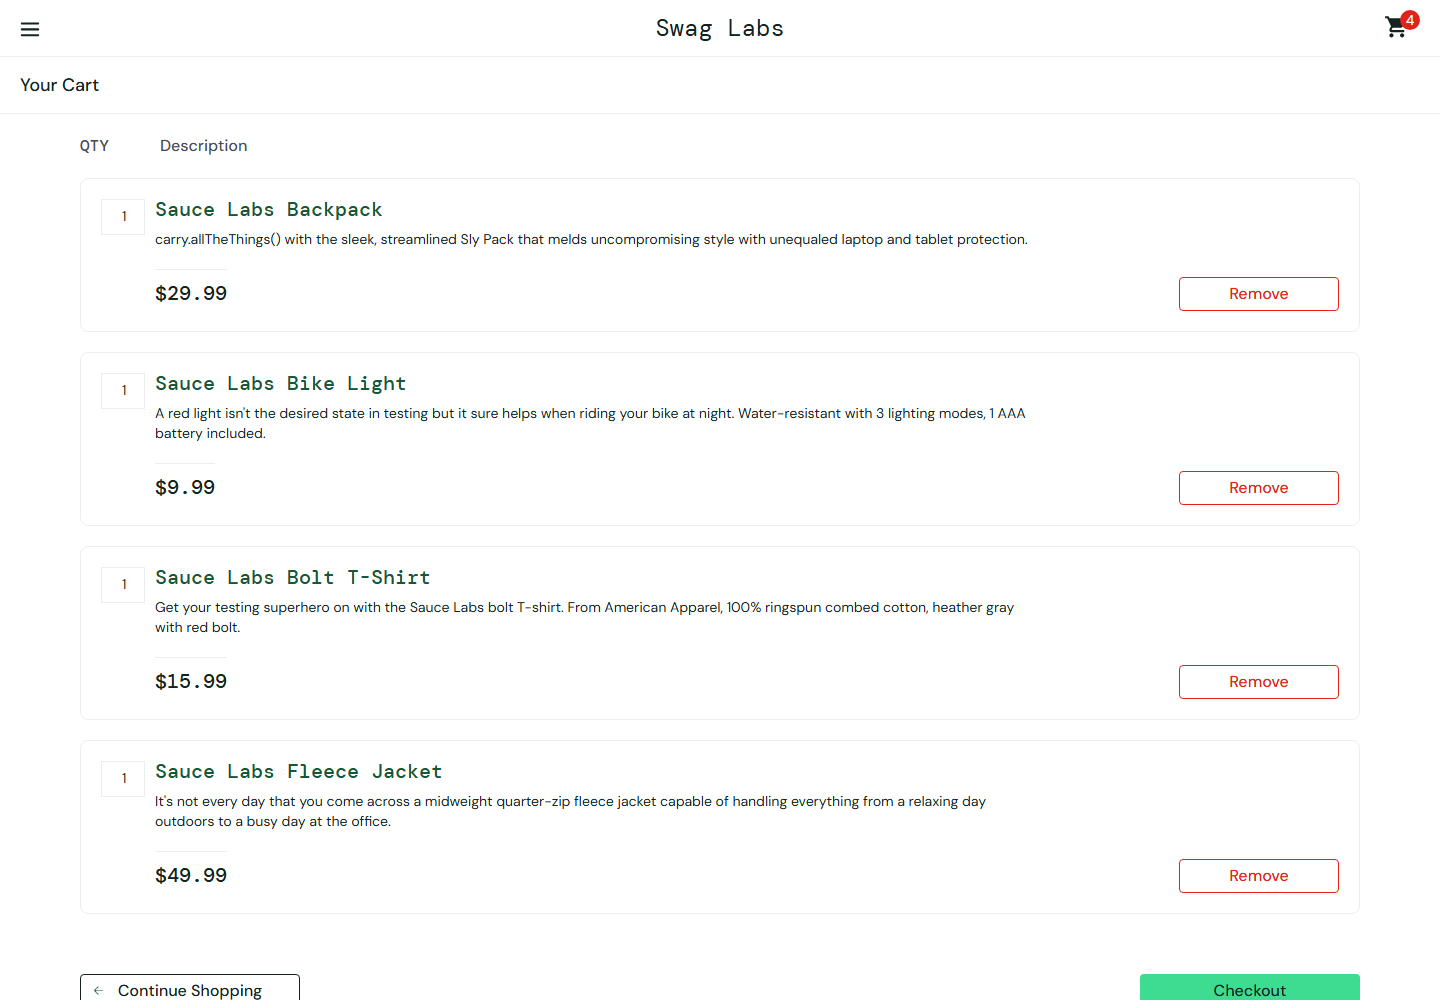 Swag Labs
4
Your Cart
QTY Description
1
Sauce Labs Backpack
carry.allTheThings() with the sleek, streamlined Sly Pack that melds uncompromising style with unequaled laptop and tablet protection.
$29.99
Remove
1
Sauce Labs Bike Light
A red light isn't the desired state in testing but it sure helps when riding your bike at night. Water-resistant with 3 lighting modes, 1 AAA
battery included.
$9.99
Remove
1
Sauce Labs Bolt T-Shirt
Get your testing superhero on with the Sauce Labs bolt T-shirt. From American Apparel, 100% ringspun combed cotton, heather gray
with red bolt.
$15.99
Remove
1
Sauce Labs Fleece Jacket
It's not every day that you come across a midweight quarter-zip fleece jacket capable of handling everything from a relaxing day
outdoors to a busy day at the office.
$49.99
Remove
Continue Shopping
Checkout